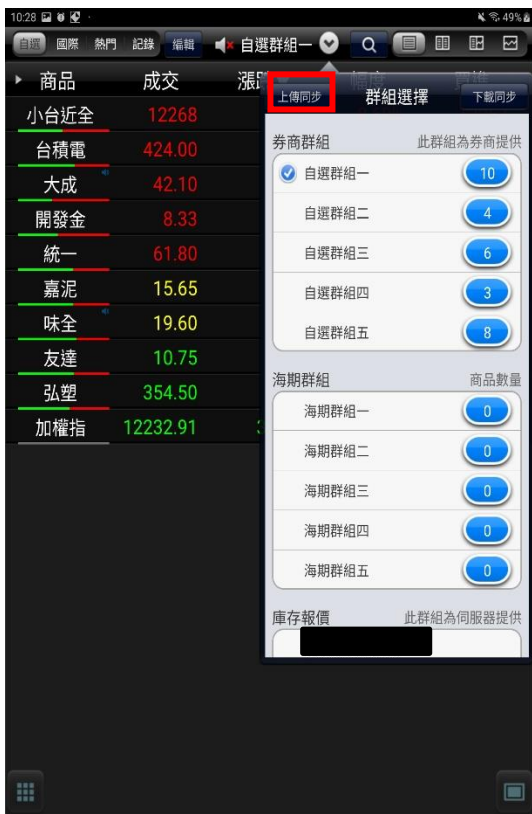 10:28 49%
自選 國際 熱門 記錄 編輯 自選群組一
商品 成交
小台近全 12268
台積電 424.00
大成 42.10
開發金 8.33
統一 61.80
嘉泥 15.65
味全 19.60
友達 10.75
弘塑 354.50
加權指 12232.91
上傳同步 群組選擇 下載同步
券商群組 此群組為券商提供
自選群組一 10
自選群組二 4
自選群組三 6
自選群組四 3
自選群組五 8
海期群組 商品數量
海期群組一 0
海期群組二 0
海期群組三 0
海期群組四 0
海期群組五 0
庫存報價 此群組為伺服器提供